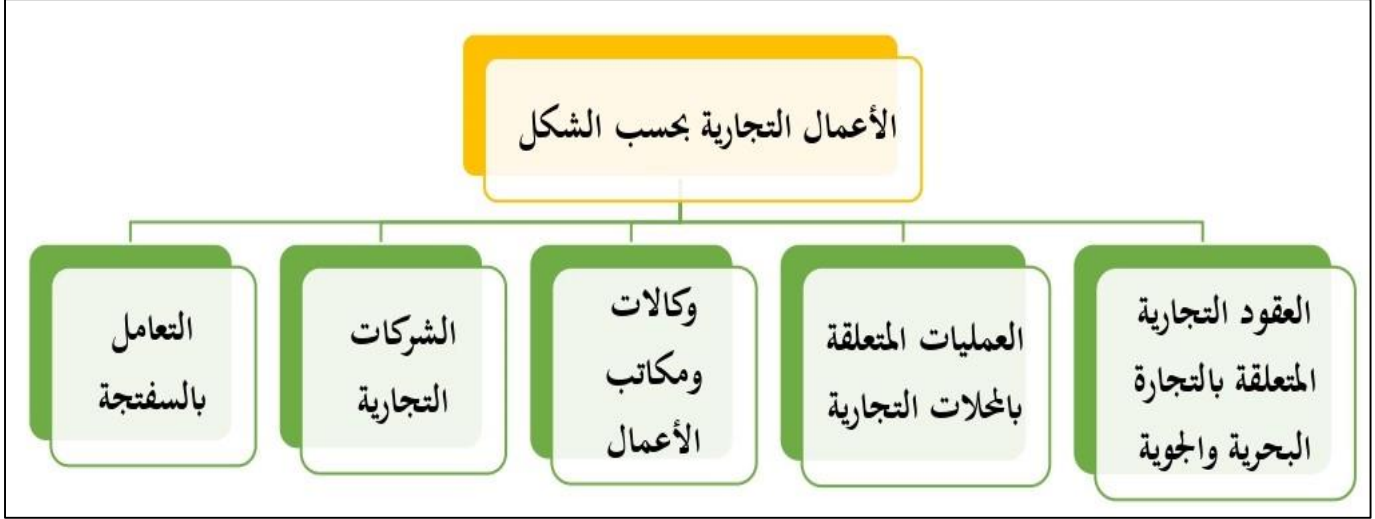 الأعمال التجارية بحسب الشكل
العقود التجارية
المتعلقة بالتجارة
البحرية والجوية
العمليات المتعلقة
بالمحلات التجارية
وكالات
ومكاتب
الأعمال
الشركات
التجارية
التعامل
بالسفتجة